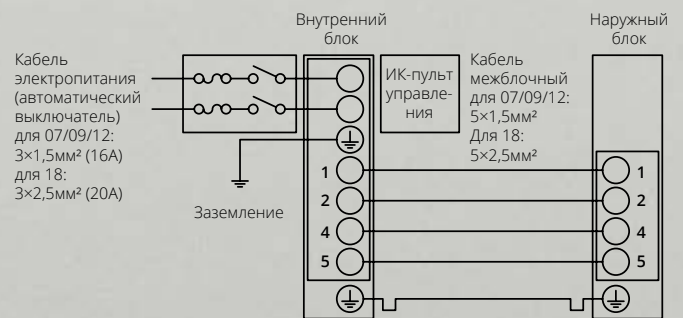 Внутренний
блок
Наружный
блок
Кабель
электропитания
(автоматический
выключатель)
для 07/09/12:
3×1,5мм² (16А)
для 18:
3×2,5мм² (20А)
ИК-пульт
управле-
ния
Кабель
межблочный
для 07/09/12:
5×1,5мм²
Для 18:
5×2,5мм²
Заземление
1
1
2
2
4
4
5
5